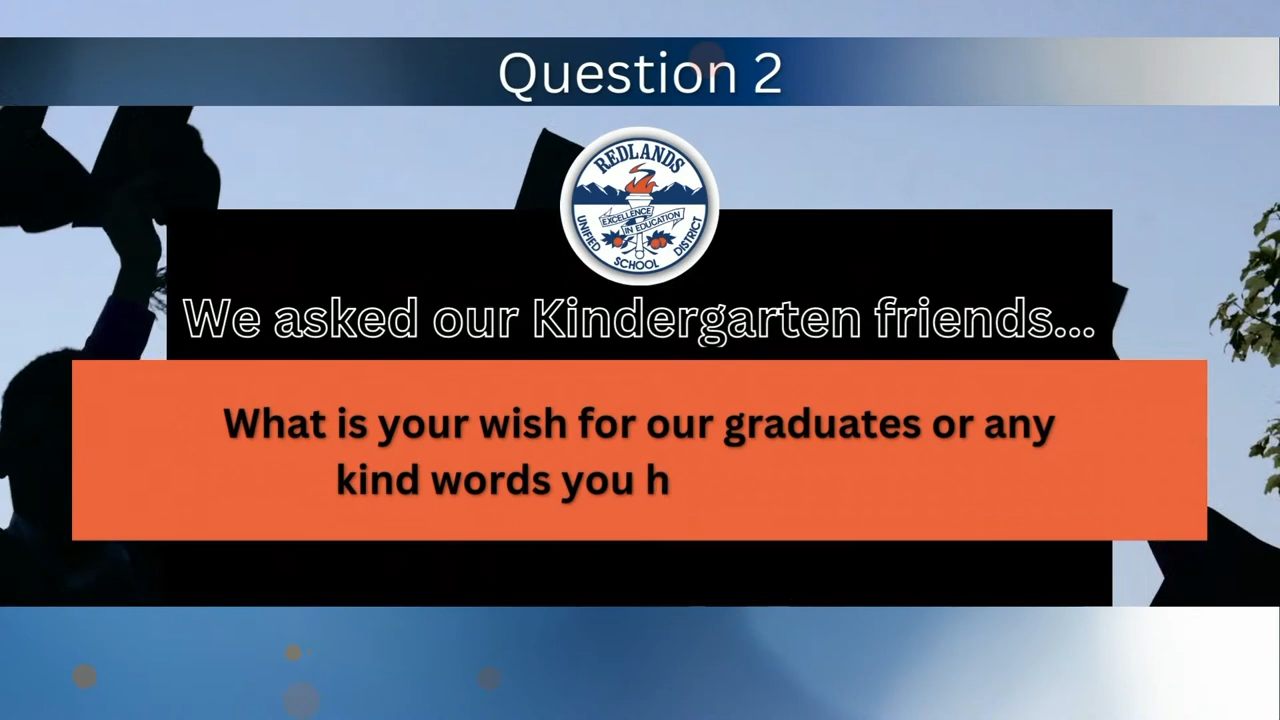 Question 2
REDLANDS
EXCELLENCE
IN EDUCATION
UNIFIED SCHOOL DISTRICT
We asked our Kindergarten friends...
What is your wish for our graduates or any
kind words you h